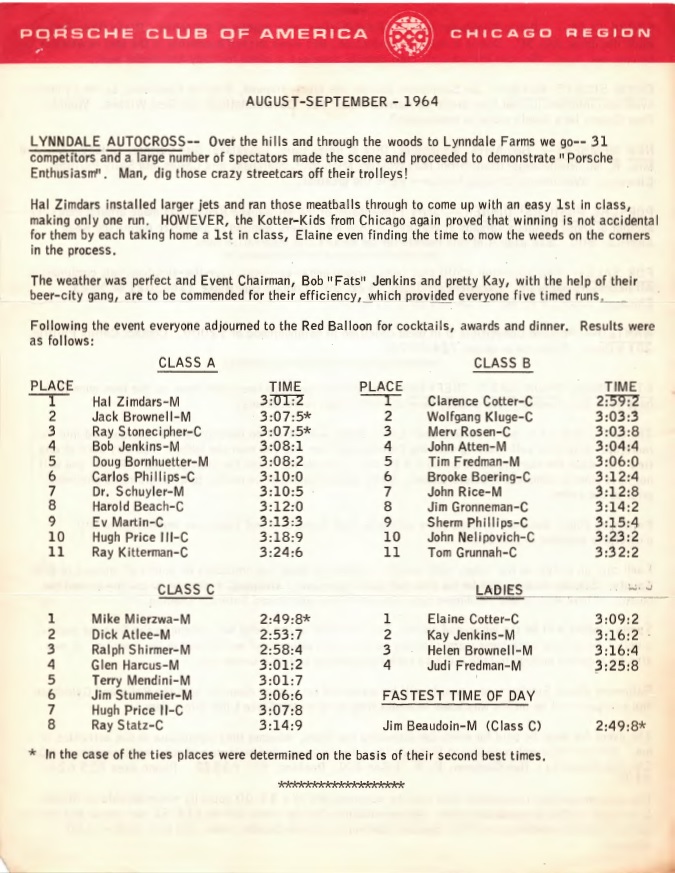 PORSCHE CLUB OF AMERICA pca CHICAGO REGION
AUGUST-SEPTEMBER - 1964
LYNNDALE AUTOCROSS-- Over the hills and through the woods to Lynndale Farms we go-- 31
competitors and a large number of spectators made the scene and proceeded to demonstrate "Porsche
Enthusiasm". Man, dig those crazy streetcars off their trolleys!
Hal Zimdars installed larger jets and ran those meatballs through to come up with an easy 1st in class,
making only one run. HOWEVER, the Kotter-Kids from Chicago again proved that winning is not accidental
for them by each taking home a 1st in class, Elaine even finding the time to mow the weeds on the corners
in the process.
The weather was perfect and Event Chairman, Bob "Fats" Jenkins and pretty Kay, with the help of their
beer-city gang, are to be commended for their efficiency, which provided everyone five timed runs.
Following the event everyone adjourned to the Red Balloon for cocktails, awards and dinner. Results were
as follows:
CLASS A
PLACE TIME
1 Hal Zimdars-M 3:01:2
2 Jack Brownell-M 3:07:5*
3 Ray Stonecipher-C 3:07:5*
4 Bob Jenkins-M 3:08:1
5 Doug Bornhuetter-M 3:08:2
6 Carlos Phillips-C 3:10:0
7 Dr. Schuyler-M 3:10:5
8 Harold Beach-C 3:12:0
9 Ev Martin-C 3:13:3
10 Hugh Price III-C 3:18:9
11 Ray Kitterman-C 3:24:6
CLASS B
PLACE TIME
1 Clarence Cotter-C 2:59:2
2 Wolfgang Kluge-C 3:03:3
3 Merv Rosen-C 3:03:8
4 John Atten-M 3:04:4
5 Tim Fredman-M 3:06:0
6 Brooke Boering-C 3:12:4
7 John Rice-M 3:12:8
8 Jim Gronneman-C 3:14:2
9 Sherm Phillips-C 3:15:4
10 John Nelipovich-C 3:23:2
11 Tom Grunnah-C 3:32:2
CLASS C
1 Mike Mierzwa-M 2:49:8*
2 Dick Atlee-M 2:53:7
3 Ralph Shirmer-M 2:58:4
4 Glen Harcus-M 3:01:2
5 Terry Mendini-M 3:01:7
6 Jim Stummeier-M 3:06:6
7 Hugh Price II-C 3:07:8
8 Ray Statz-C 3:14:9
LADIES
1 Elaine Cotter-C 3:09:2
2 Kay Jenkins-M 3:16:2
3 Helen Brownell-M 3:16:4
4 Judi Fredman-M 3:25:8
FASTEST TIME OF DAY
Jim Beaudoin-M (Class C) 2:49:8*
* In the case of the ties places were determined on the basis of their second best times.
********************